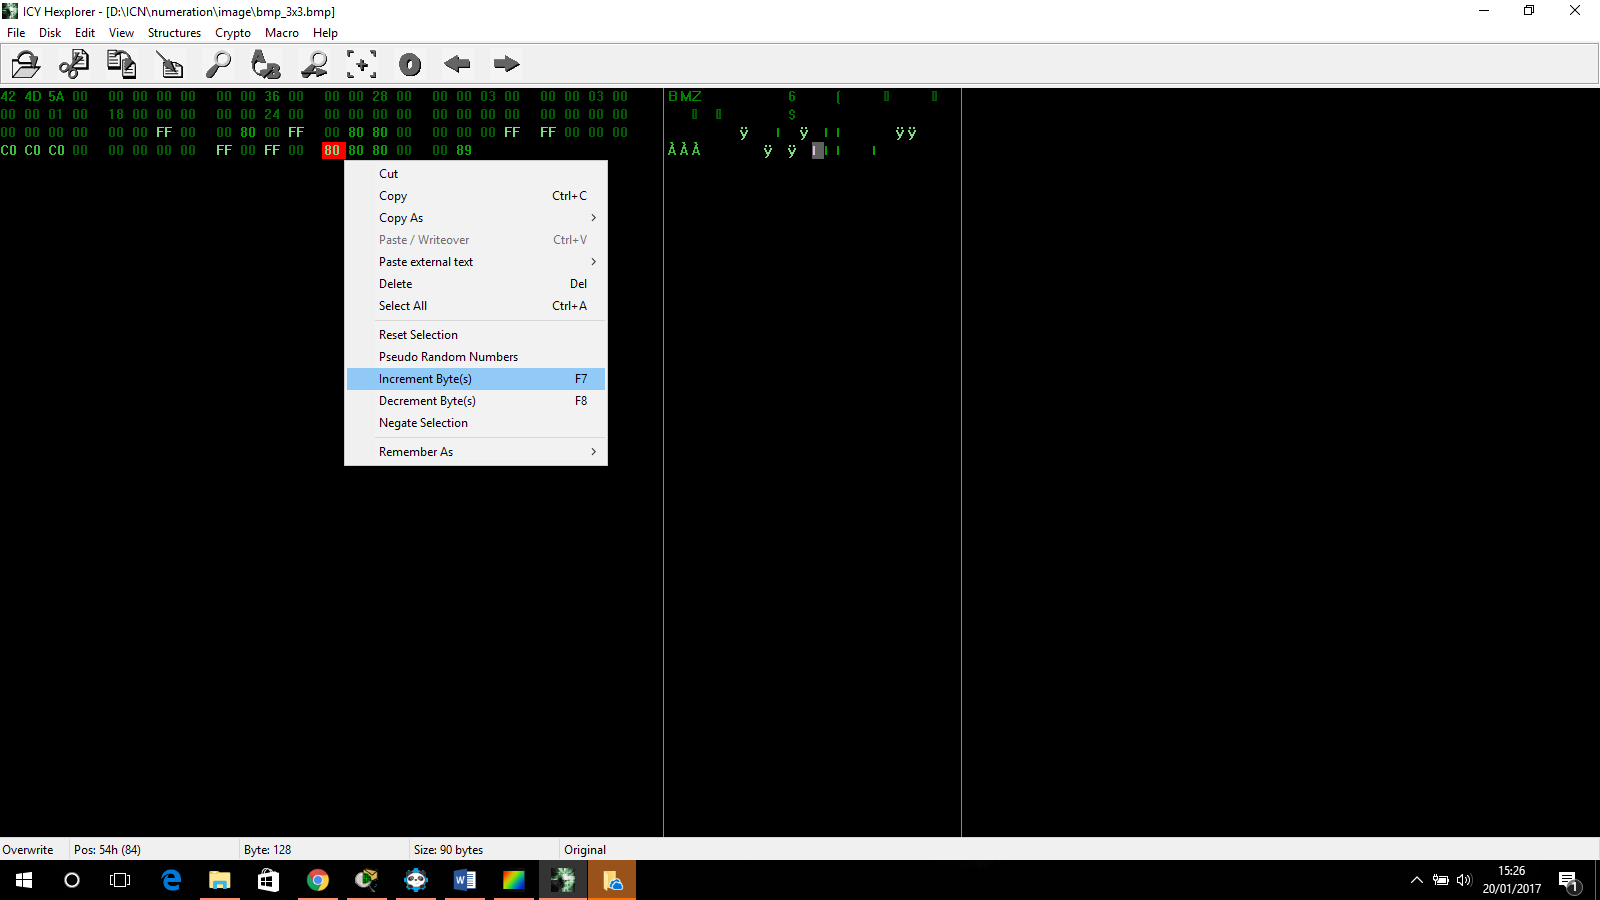 ICY Hexplorer - [D:\ICN\numeration\image\bmp_3x3.bmp]
File Disk Edit View Structures Crypto Macro Help
42 4D 5A 00 00 00 00 00 00 00 36 00 00 00 28 00 00 00 03 00 00 00 03 00 BMZ 6 (
00 00 01 00 18 00 00 00 00 00 24 00 00 00 00 00 00 00 00 00 00 00 00 00 $
00 00 00 00 00 00 FF 00 00 80 00 FF 00 80 80 00 00 00 00 FF FF 00 00 00 ÿ ÿ ÿÿ
C0 C0 C0 00 00 00 00 00 FF 00 FF 00 80 80 80 00 00 89 ÀÀÀ ÿ ÿ
Cut
Copy Ctrl+C
Copy As
Paste / Writeover Ctrl+V
Paste external text
Delete Del
Select All Ctrl+A
Reset Selection
Pseudo Random Numbers
Increment Byte(s) F7
Decrement Byte(s) F8
Negate Selection
Remember As
Overwrite Pos: 54h (84) Byte: 128 Size: 90 bytes Original
15:26
20/01/2017
1